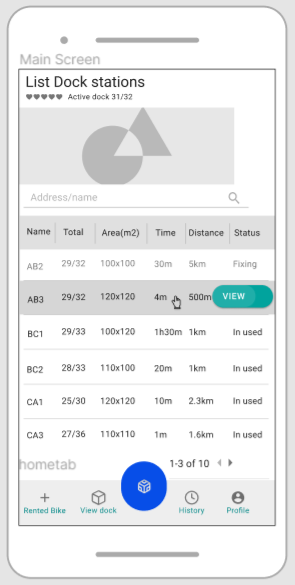 Main Screen
List Dock stations
Active dock 31/32
Address/name
Name Total Area(m2) Time Distance Status
AB2 29/32 100x100 30m 5km Fixing
AB3 29/32 120x120 4m 500m VIEW
BC1 29/33 100x120 1h30m 1km In used
BC2 28/33 110x100 20m 1km In used
CA1 25/30 120x120 10m 2.3km In used
CA3 27/36 110x110 1m 1.6km In used
hometab 1-3 of 10
Rented Bike View dock History Profile